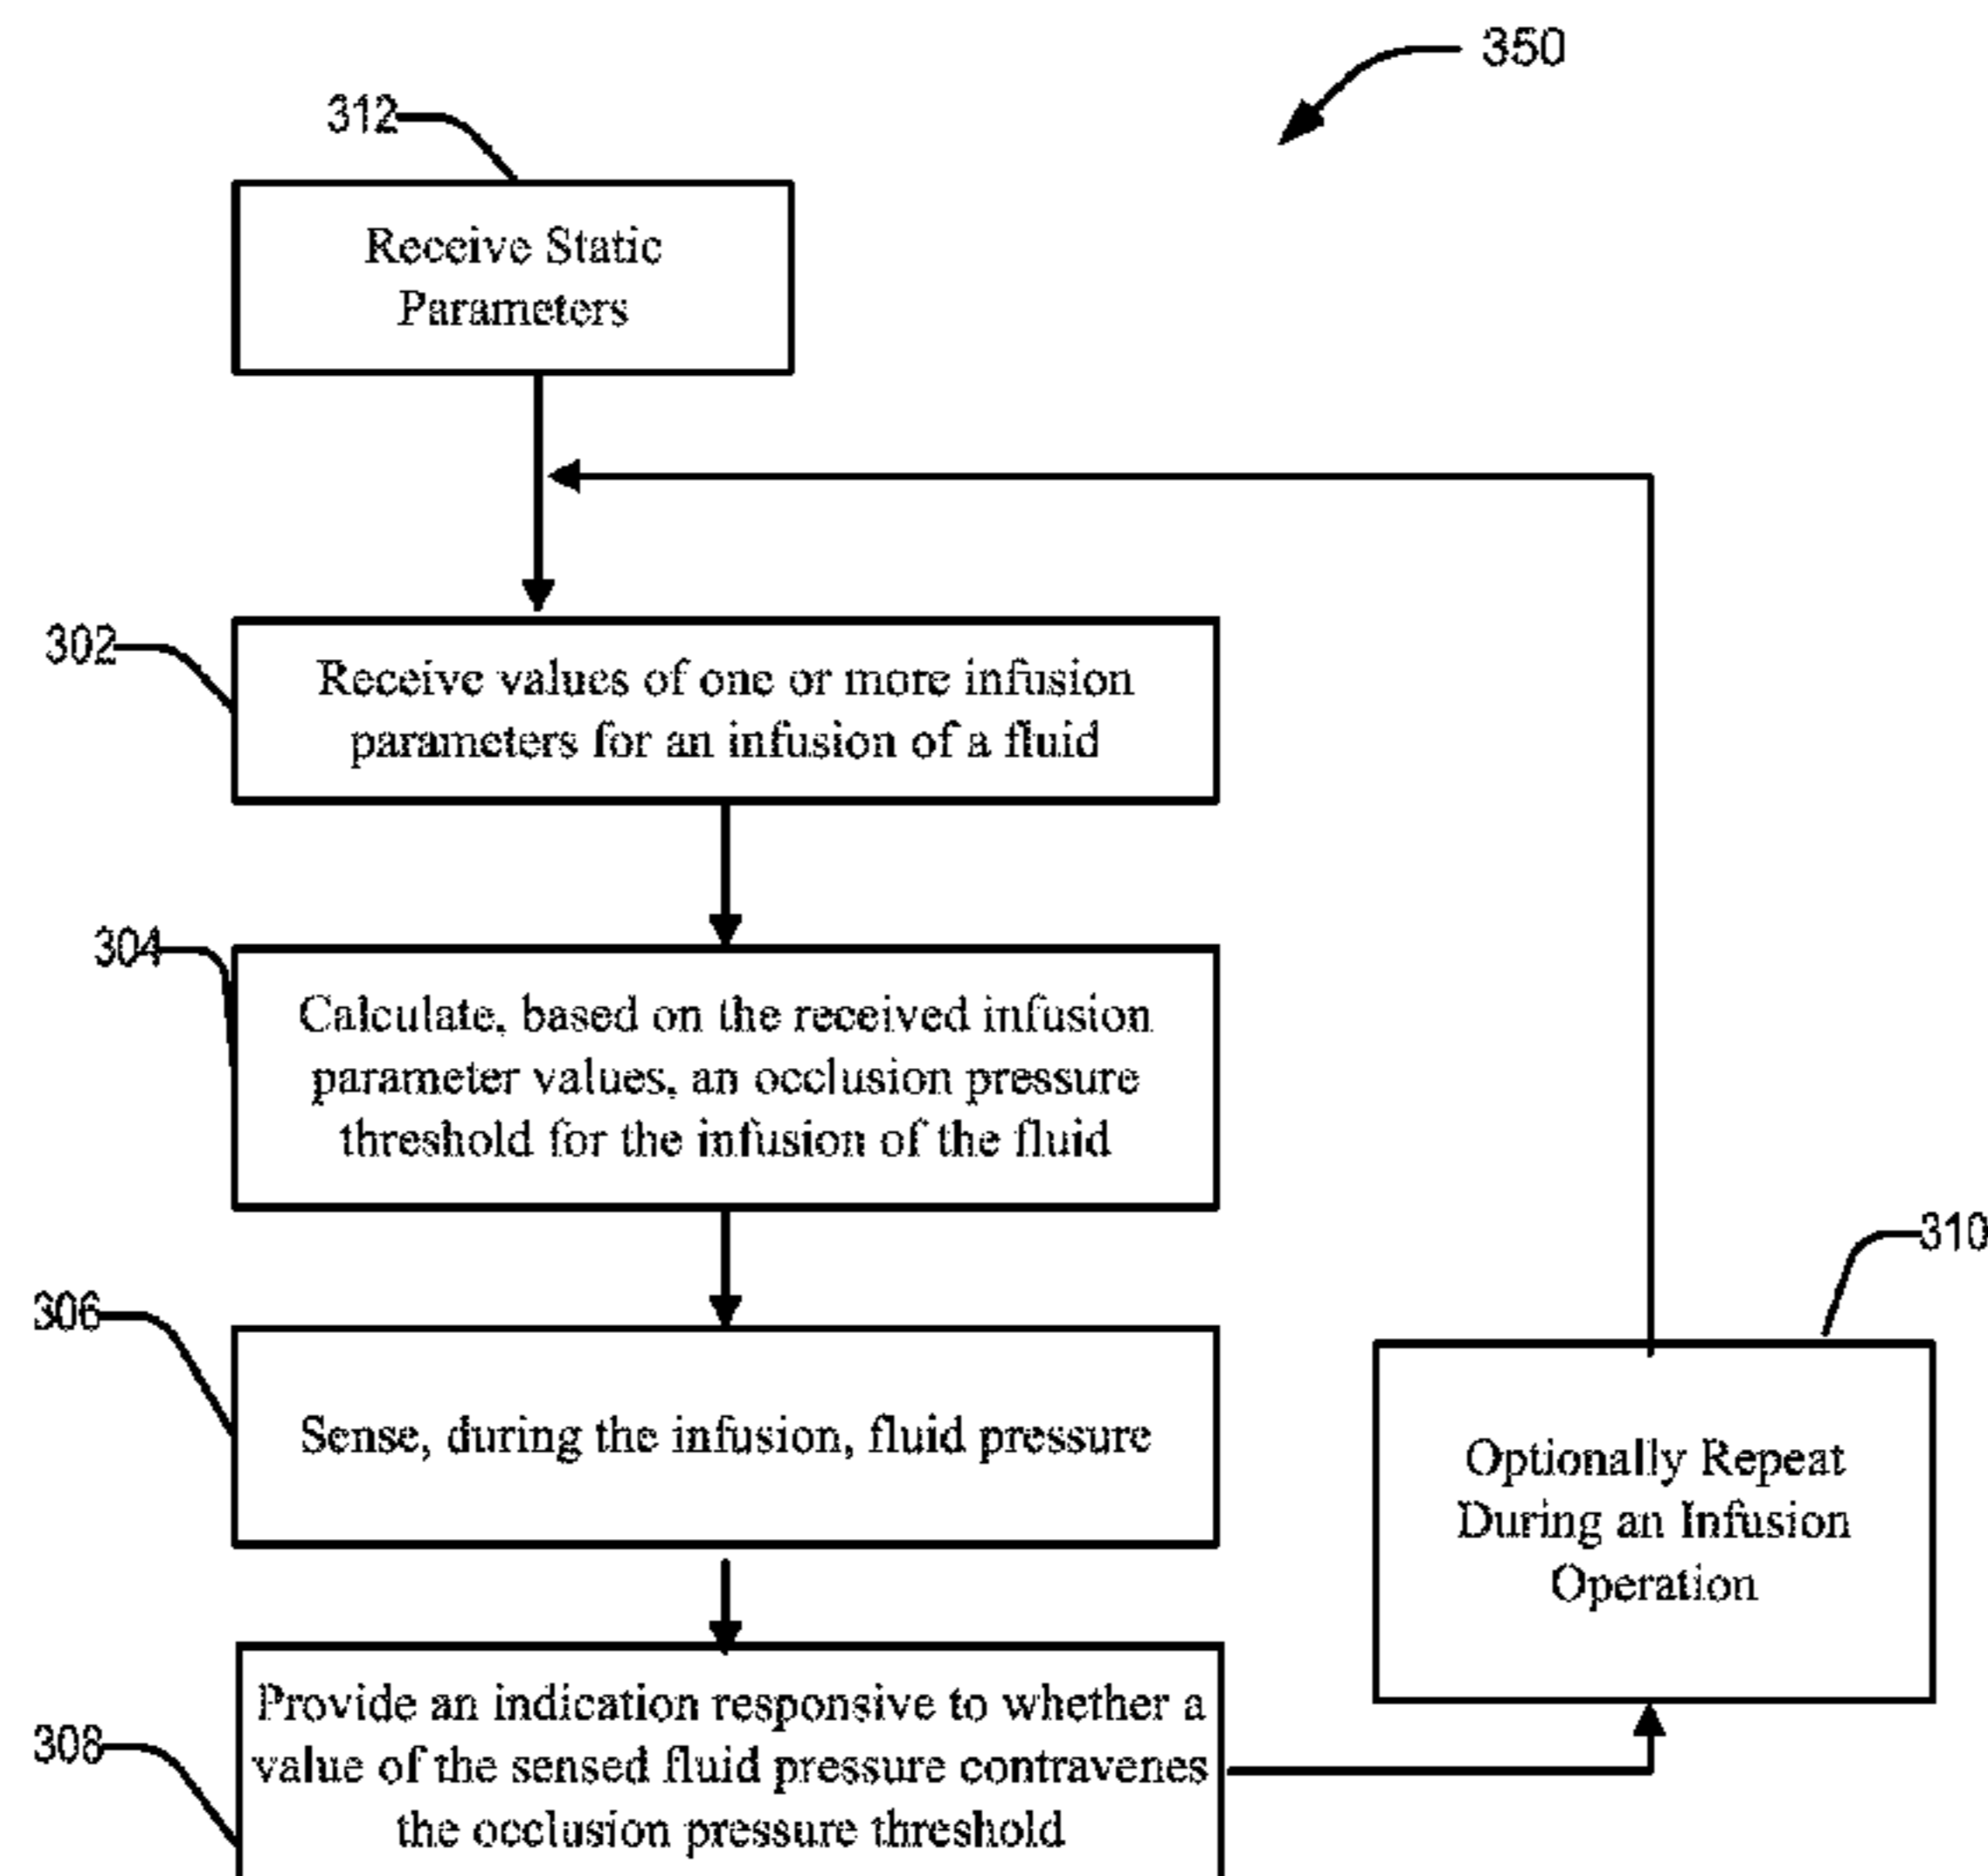 350
312
Receive Static
Parameters
302
Receive values of one or more infusion
parameters for an infusion of a fluid
304
Calculate, based on the received infusion
parameter values, an occlusion pressure
threshold for the infusion of the fluid
306
Sense, during the infusion, fluid pressure
310
Optionally Repeat
During an Infusion
Operation
308
Provide an indication responsive to whether a
value of the sensed fluid pressure contravenes
the occlusion pressure threshold